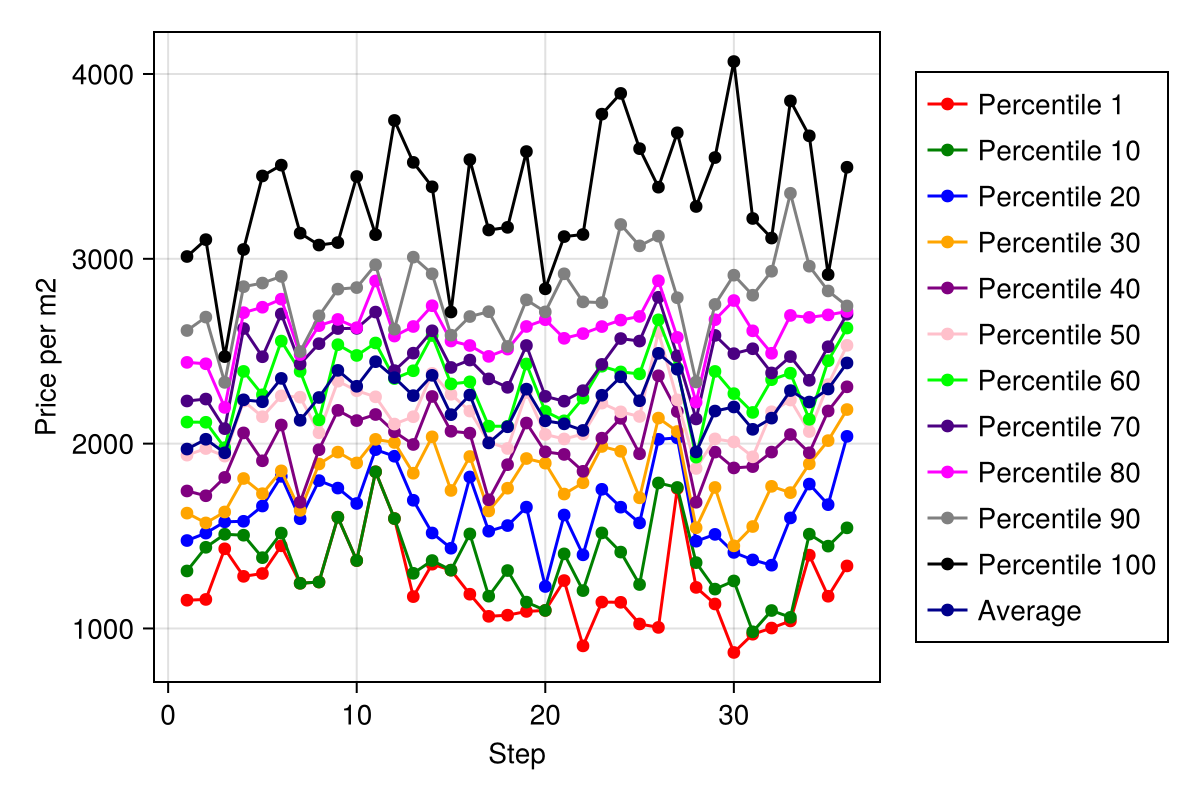 4000
3000
2000
1000
Price per m2
0
10
20
30
Step
Percentile 1
Percentile 10
Percentile 20
Percentile 30
Percentile 40
Percentile 50
Percentile 60
Percentile 70
Percentile 80
Percentile 90
Percentile 100
Average